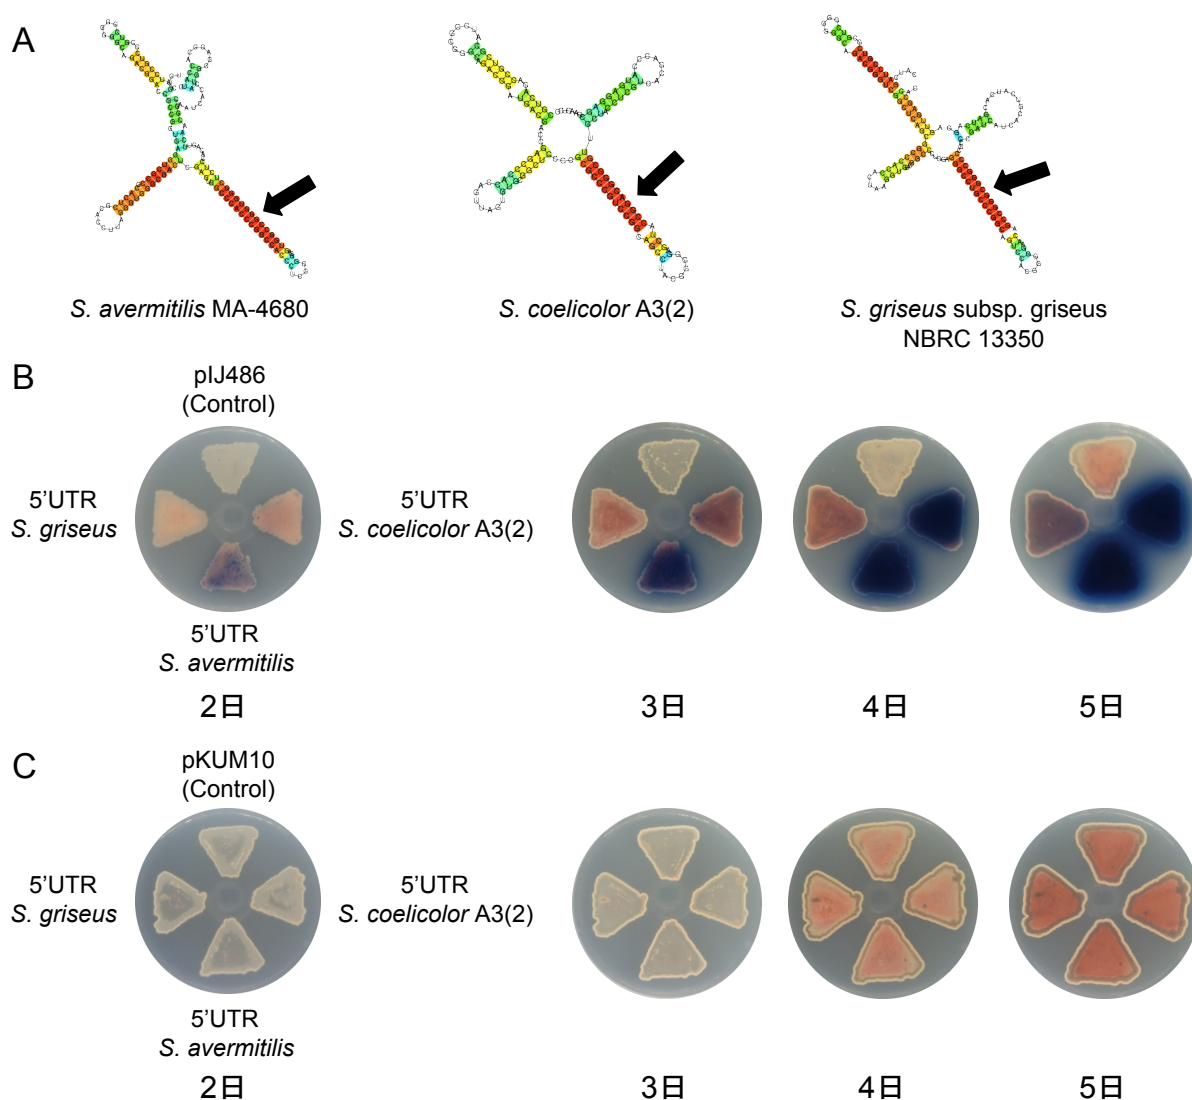 A
S. avermitilis MA-4680
S. coelicolor A3(2)
S. griseus subsp. griseus
NBRC 13350
B
pIJ486
(Control)
5’UTR
S. griseus
5’UTR
S. coelicolor A3(2)
5’UTR
S. avermitilis
2日
3日
4日
5日
C
pKUM10
(Control)
5’UTR
S. griseus
5’UTR
S. coelicolor A3(2)
5’UTR
S. avermitilis
2日
3日
4日
5日